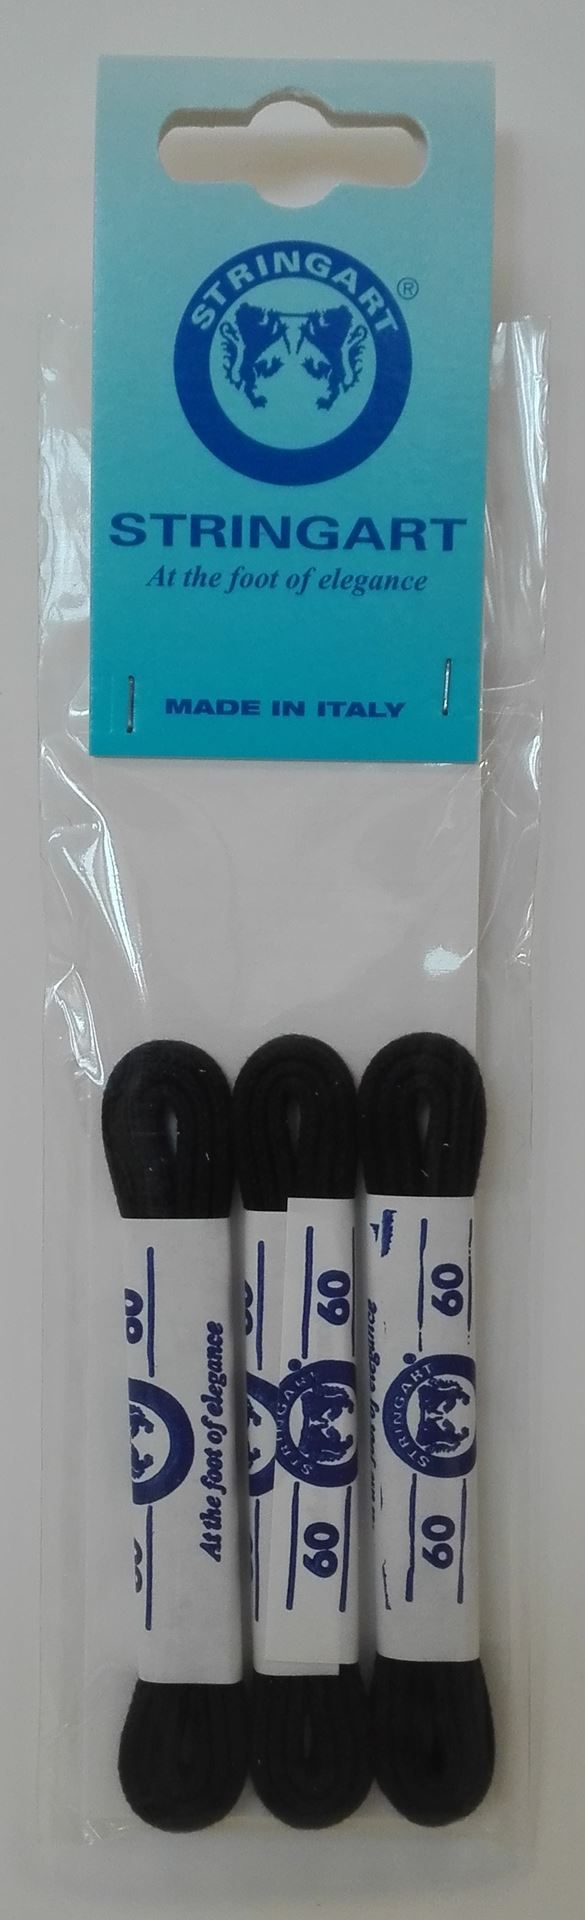 STRINGART
®
STRINGART
At the foot of elegance
MADE IN ITALY
60
60
At the foot of elegance
60
STRINGART
60
60
STRINGART
60